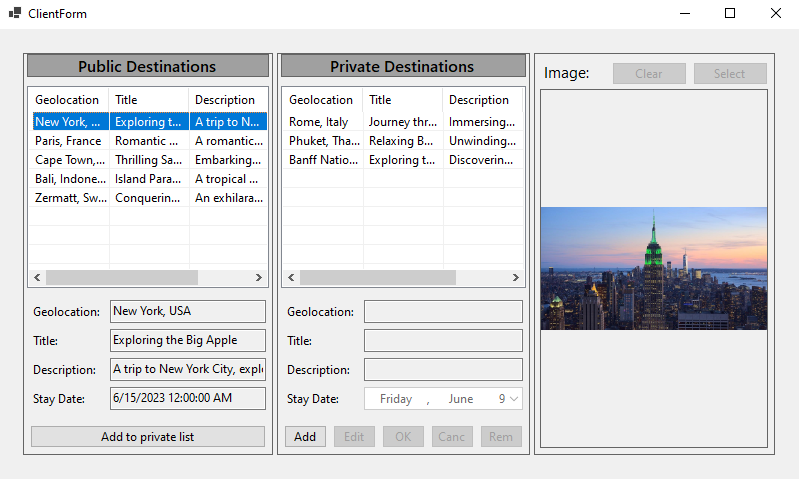 ClientForm
Public Destinations
Geolocation Title Description
New York, ... Exploring t... A trip to N...
Paris, France Romantic ... A romantic...
Cape Town,... Thrilling Sa... Embarking...
Bali, Indone... Island Para... A tropical ...
Zermatt, Sw... Conquerin... An exhilara...
Geolocation: New York, USA
Title: Exploring the Big Apple
Description: A trip to New York City, explo
Stay Date: 6/15/2023 12:00:00 AM
Add to private list
Private Destinations
Geolocation Title Description
Rome, Italy Journey thr... Immersing...
Phuket, Tha... Relaxing B... Unwinding...
Banff Natio... Exploring t... Discoverin...
Geolocation:
Title:
Description:
Stay Date: Friday , June 9
Add Edit OK Canc Rem
Image: Clear Select